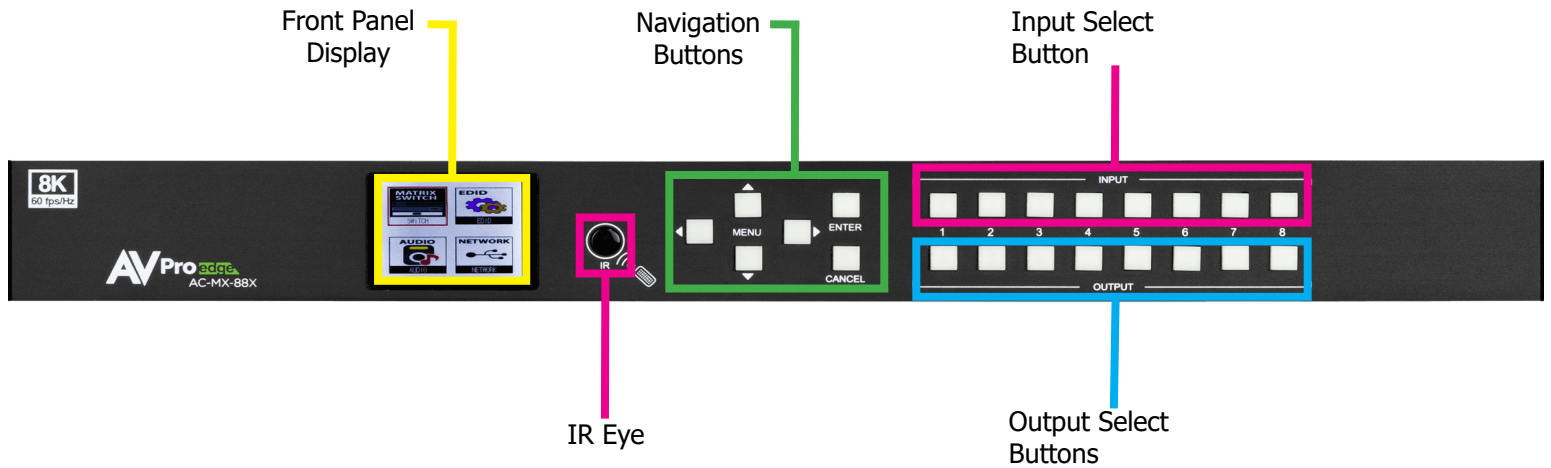 Front Panel
Display
Navigation
Buttons
Input Select
Button
8K
60 fps/Hz
MATRIX
SWITCH
SWITCH
EDID
EDID
AUDIO
AUDIO
NETWORK
NETWORK
AVPro edge
AC-MX-88X
IR
MENU
ENTER
CANCEL
INPUT
1 2 3 4 5 6 7 8
OUTPUT
IR Eye
Output Select
Buttons